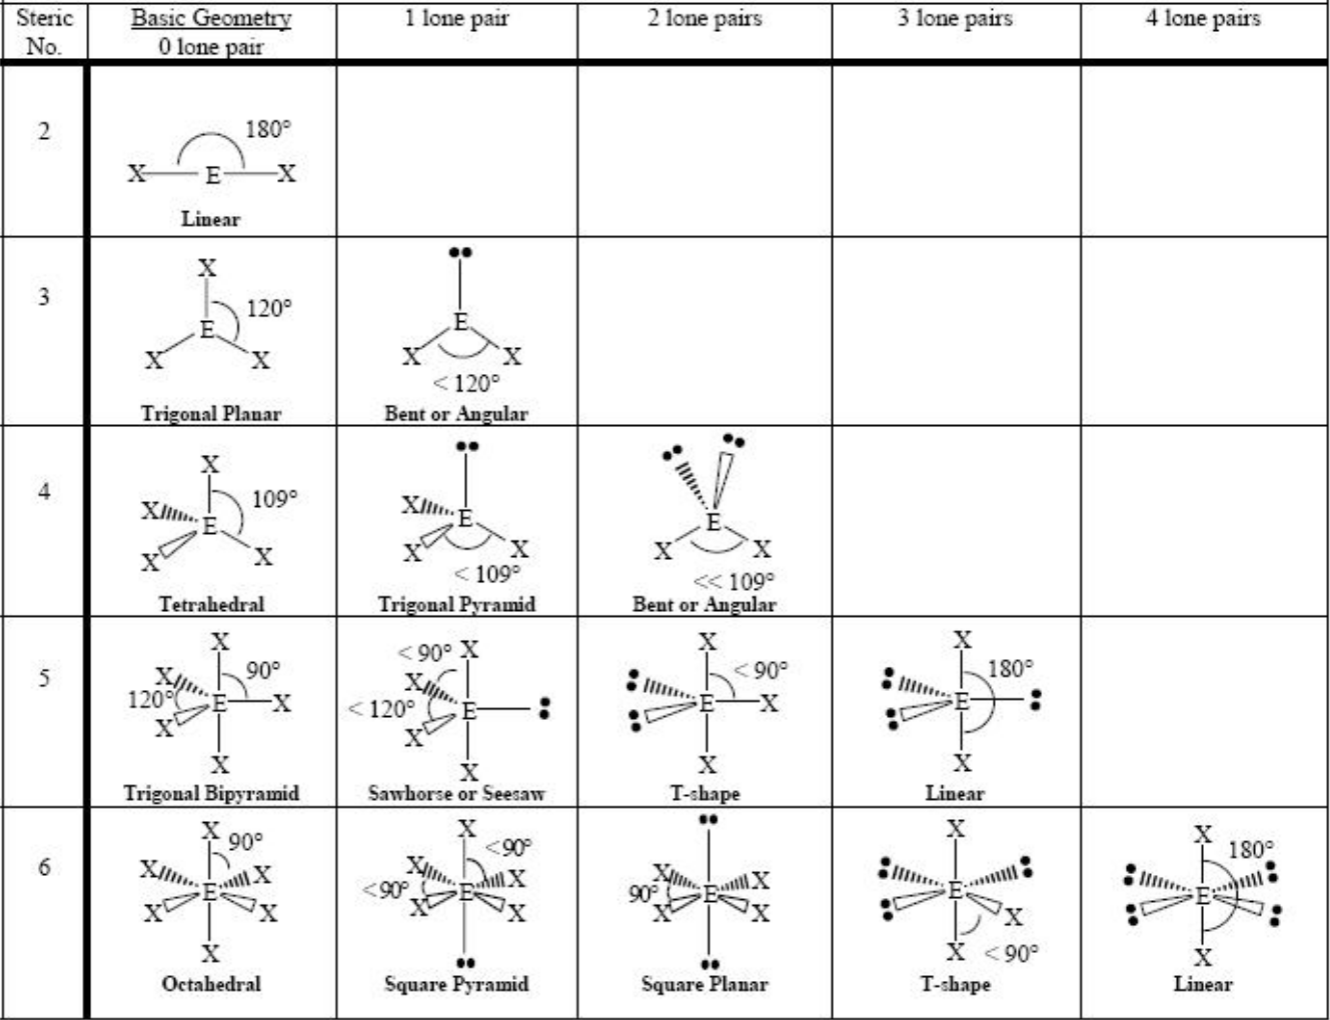 Steric No.
Basic Geometry
0 lone pair
1 lone pair
2 lone pairs
3 lone pairs
4 lone pairs
2
180°
X E X
Linear
3
X
120°
E
X X
Trigonal Planar
E
X X
< 120°
Bent or Angular
4
X
109°
X
E
X X
Tetrahedral
X
E
X X
< 109°
Trigonal Pyramid
E
X X
<< 109°
Bent or Angular
5
X
90°
X
120° E X
X
X
Trigonal Bipyramid
< 90° X
X
< 120° E
X
X
Sawhorse or Seesaw
X
< 90°
E X
X
T-shape
X
180°
E
X
Linear
6
X
90°
X X
E
X X
X
Octahedral
X
<90°
X X
<90° E
X X
Square Pyramid
X X
90° E
X X
Square Planar
X
E
X
X < 90°
T-shape
X
180°
E
X
Linear